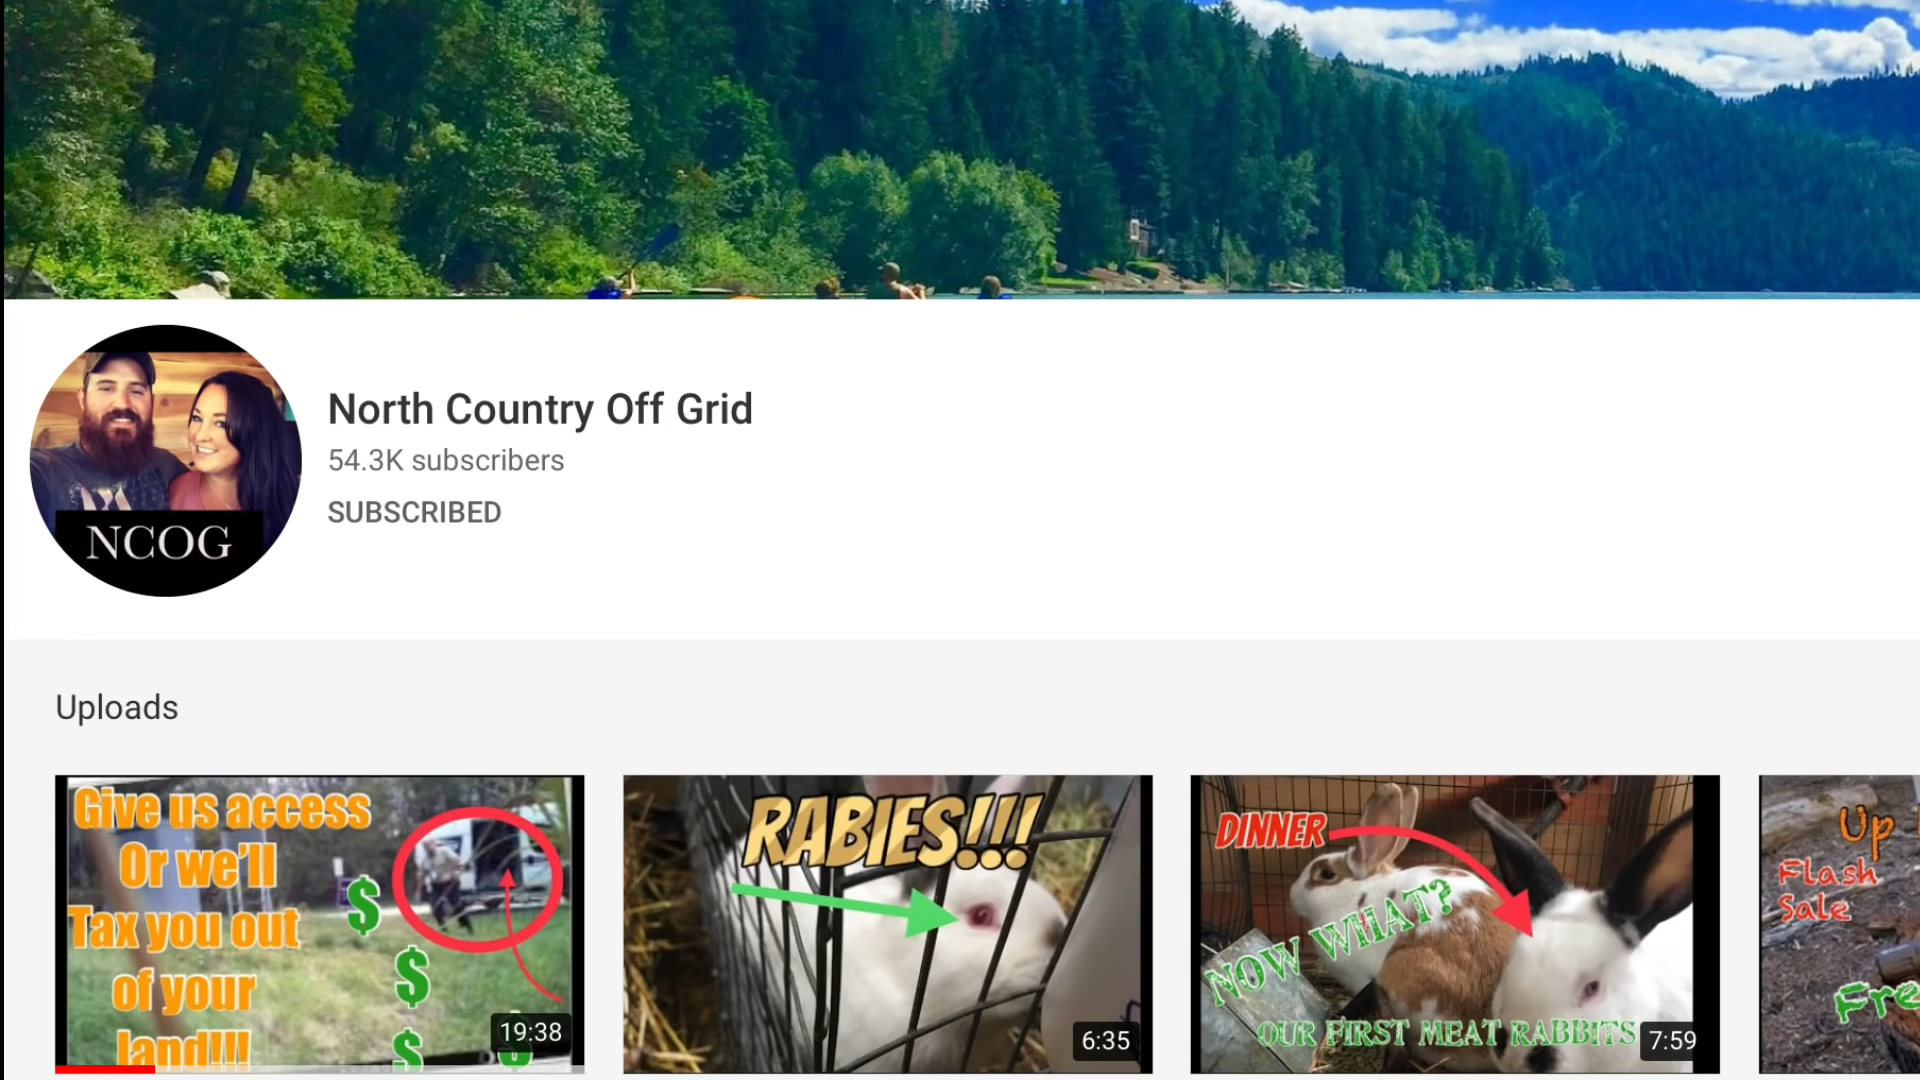 NCOG
North Country Off Grid
54.3K subscribers
SUBSCRIBED
Uploads
Give us access
Or we'll
Tax you out
of your
land!!!
$
$
$
$
19:38
RABIES!!!
6:35
DINNER
NOW WHAT?
OUR FIRST MEAT RABBITS
7:59
Up
Flash
Sale
Fre